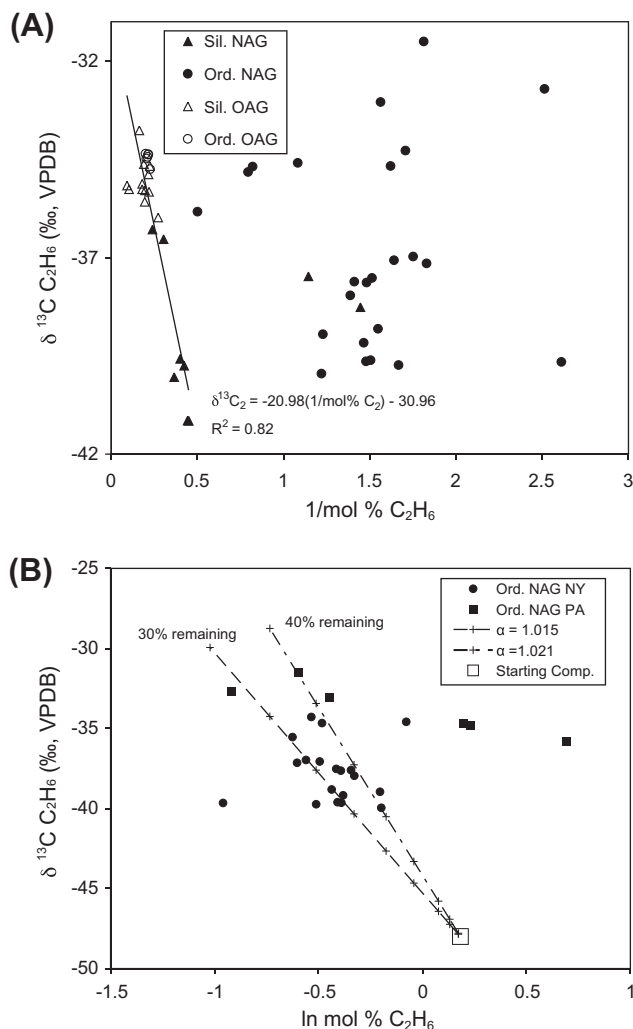 (A)
▲ Sil. NAG
● Ord. NAG
△ Sil. OAG
○ Ord. OAG
-32
-37
-42
δ ¹³C C₂H₆ (‰, VPDB)
δ¹³C₂ = -20.98(1/mol% C₂) - 30.96
R² = 0.82
0 0.5 1 1.5 2 2.5 3
1/mol % C₂H₆
(B)
-25
-30
-35
-40
-45
-50
δ ¹³C C₂H₆ (‰, VPDB)
30% remaining
40% remaining
● Ord. NAG NY
■ Ord. NAG PA
α = 1.015
α =1.021
□ Starting Comp.
-1.5 -1 -0.5 0 0.5 1
ln mol % C₂H₆